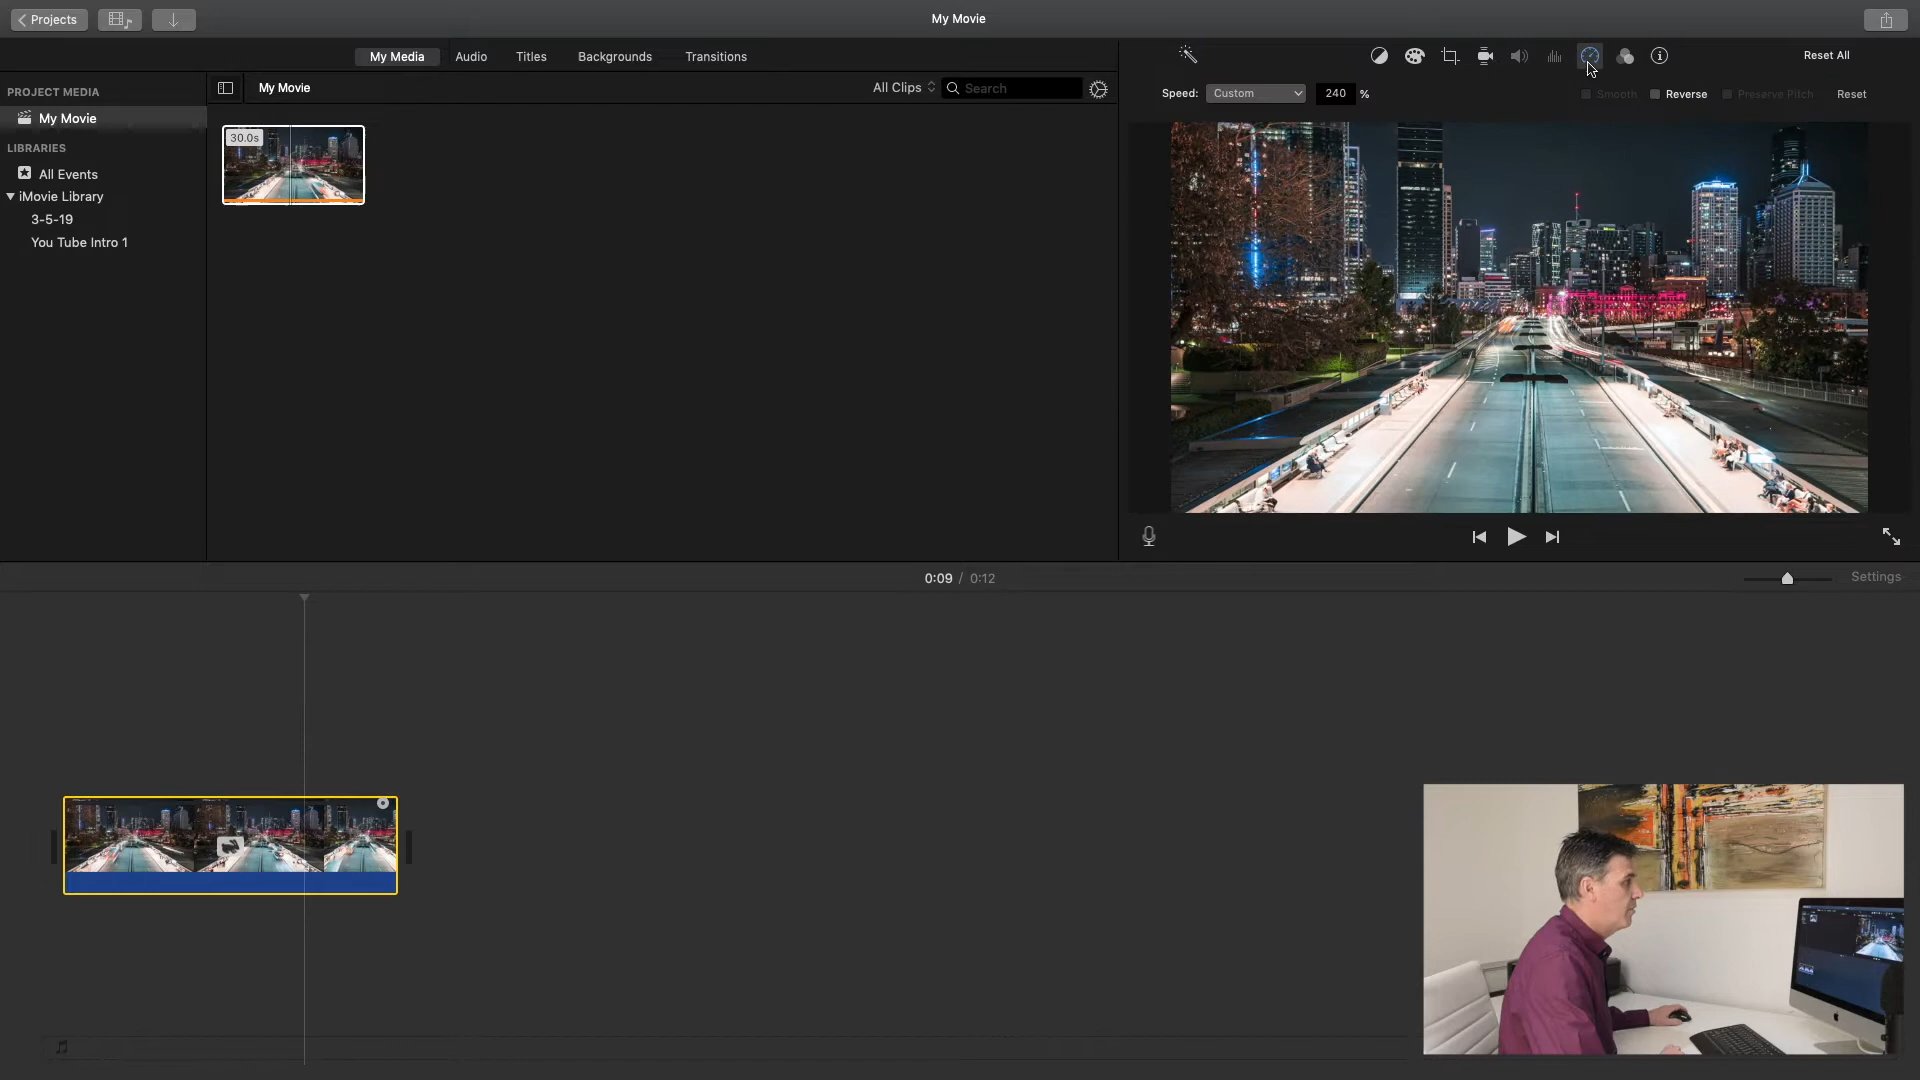 Projects
My Movie
My Media
Audio
Titles
Backgrounds
Transitions
Reset All
PROJECT MEDIA
My Movie
LIBRARIES
All Events
iMovie Library
3-5-19
You Tube Intro 1
My Movie
All Clips
Search
30.0s
Speed:
Custom
240 %
Smooth
Reverse
Preserve Pitch
Reset
0:09 / 0:12
Settings